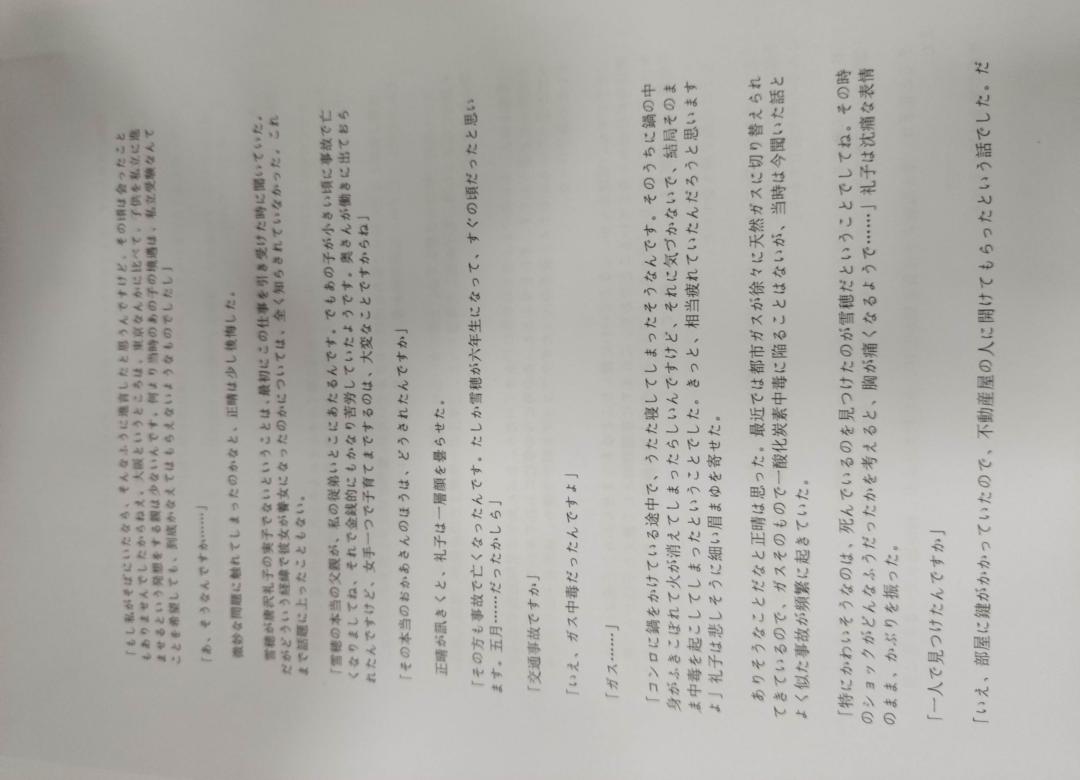 「もし私がそばにいたなら、そんなふうに進言したと思うんですけど、その頃は会ったこと
もありませんでしたからねえ。大阪というところは、東京なんかに比べて、子供を私立に進
ませるという発想をする親は少ないんです。何より当時のあの子の境遇は、私立受験なんて
ことを希望しても、到底かなえてはもらえないようなものでしたし」
「あ、そうなんですか……」
微妙な問題に触れてしまったのかなと、正晴は少し後悔した。
雪穂が唐沢礼子の実子でないということは、最初にこの仕事を引き受けた時に聞いていた。
だがどういう経緯で彼女が養女になったのかについては、全く知らされていなかった。これ
まで話題に上ったこともない。
「雪穂の本当の父親が、私の従弟いとこにあたるんです。でもあの子が小さい頃に事故で亡
くなりましてね、それで金銭的にもかなり苦労していたようです。奥さんが働きに出ておら
れたんですけど、女手一つで子育てまでするのは、大変なことですからね」
「その本当のおかあさんのほうは、どうされたんですか」
正晴が訊きくと、礼子は一層顔を曇らせた。
「その方も事故で亡くなったんです。たしか雪穂が六年生になって、すぐの頃だったと思い
ます。五月……だったかしら」
「交通事故ですか」
「いえ、ガス中毒だったんですよ」
「ガス……」
「コンロに鍋をかけている途中で、うたた寝してしまったそうなんです。そのうちに鍋の中
身がふきこぼれて火が消えてしまったらしいんですけど、それに気づかないで、結局そのま
ま中毒を起こしてしまったということでした。きっと、相当疲れていたんだろうと思います
よ」礼子は悲しそうに細い眉まゆを寄せた。
ありそうなことだなと正晴は思った。最近では都市ガスが徐々に天然ガスに切り替えられ
てきているので、ガスそのもので一酸化炭素中毒に陥ることはないが、当時は今聞いた話と
よく似た事故が頻繁に起きていた。
「特にかわいそうなのは、死んでいるのを見つけたのが雪穂だということでしてね。その時
のショックがどんなふうだったかを考えると、胸が痛くなるようで……」礼子は沈痛な表情
のまま、かぶりを振った。
「一人で見つけたんですか」
「いえ、部屋に鍵がかかっていたので、不動産屋の人に開けてもらったという話でした。だ